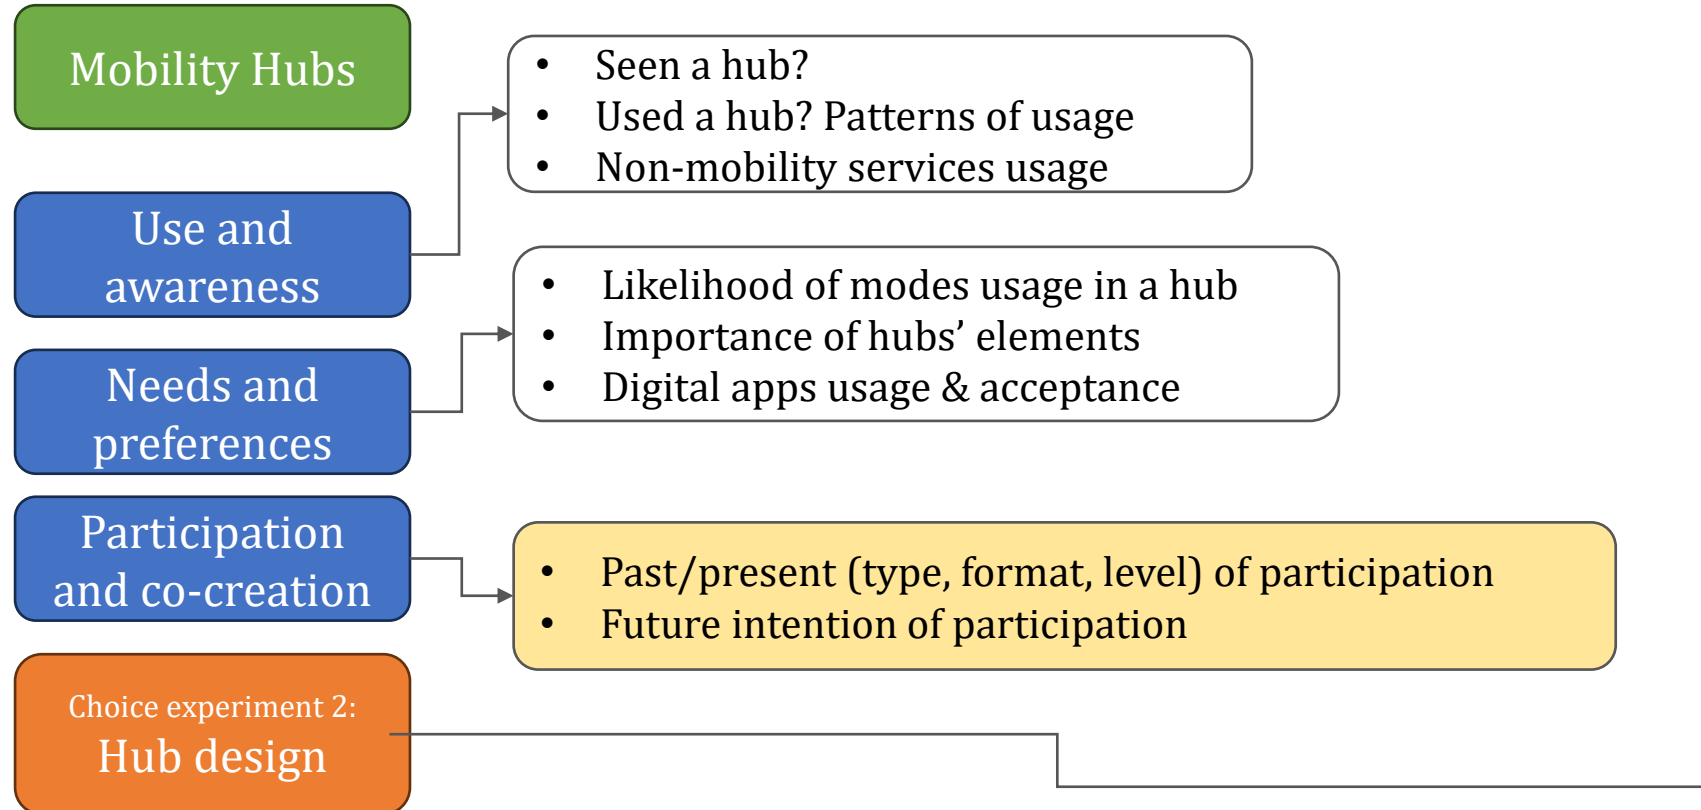 Mobility Hubs
• Seen a hub?
• Used a hub? Patterns of usage
• Non-mobility services usage
Use and
awareness
• Likelihood of modes usage in a hub
• Importance of hubs’ elements
• Digital apps usage & acceptance
Needs and
preferences
Participation
and co-creation
• Past/present (type, format, level) of participation
• Future intention of participation
Choice experiment 2:
Hub design